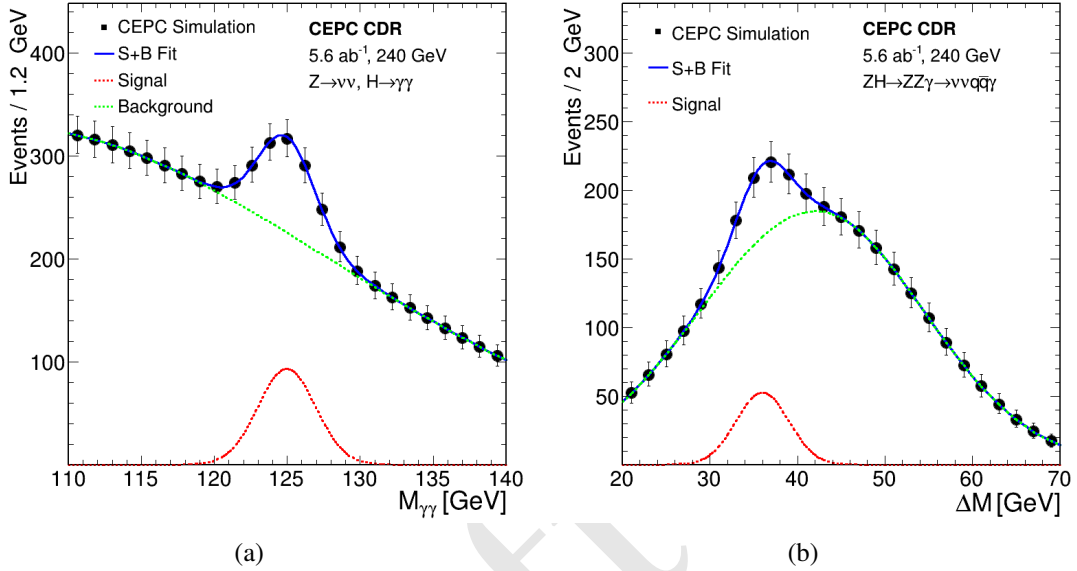 CEPC Simulation
S+B Fit
Signal
Background
CEPC CDR
5.6 ab⁻¹, 240 GeV
Z→νν, H→γγ
Events / 1.2 GeV
400
300
200
100
110 115 120 125 130 135 140
M_γγ [GeV]
(a)
CEPC Simulation
S+B Fit
Signal
CEPC CDR
5.6 ab⁻¹, 240 GeV
ZH→ZZγ→ννqq̄γ
Events / 2 GeV
300
250
200
150
100
50
20 30 40 50 60 70
ΔM [GeV]
(b)